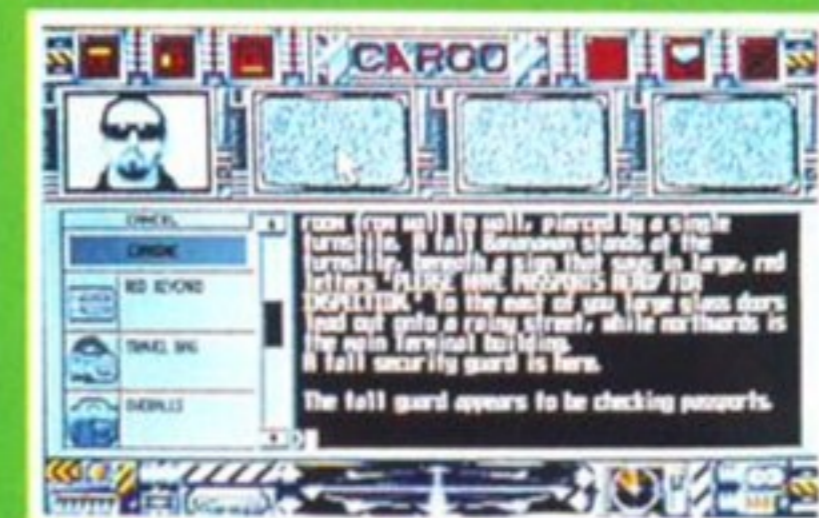 CARGO
CANCEL
EXAMINE
RED KEYCARD
TRAVEL BAG
OVERALLS
room from wall to wall, pierced by a single
turnstile. A tall Bananaman stands at the
turnstile, beneath a sign that says in large, red
letters "PLEASE HAVE PASSPORTS READY FOR
INSPECTION." To the east of you large glass doors
lead out onto a rainy street, while northwards is
the main Terminal building.
A tall security guard is here.
The tall guard appears to be checking passports.